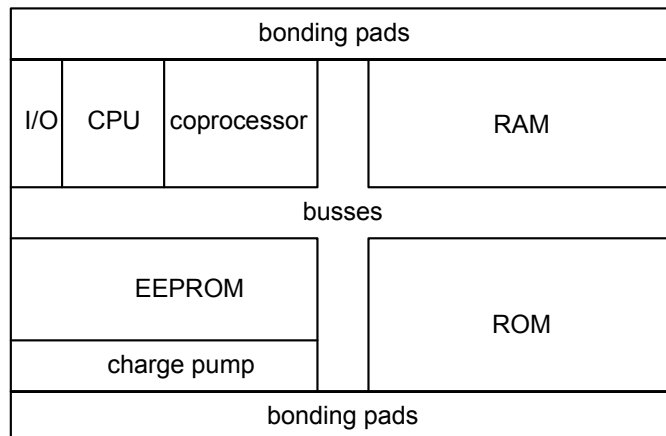 bonding pads
I/O CPU coprocessor RAM
busses
EEPROM
ROM
charge pump
bonding pads